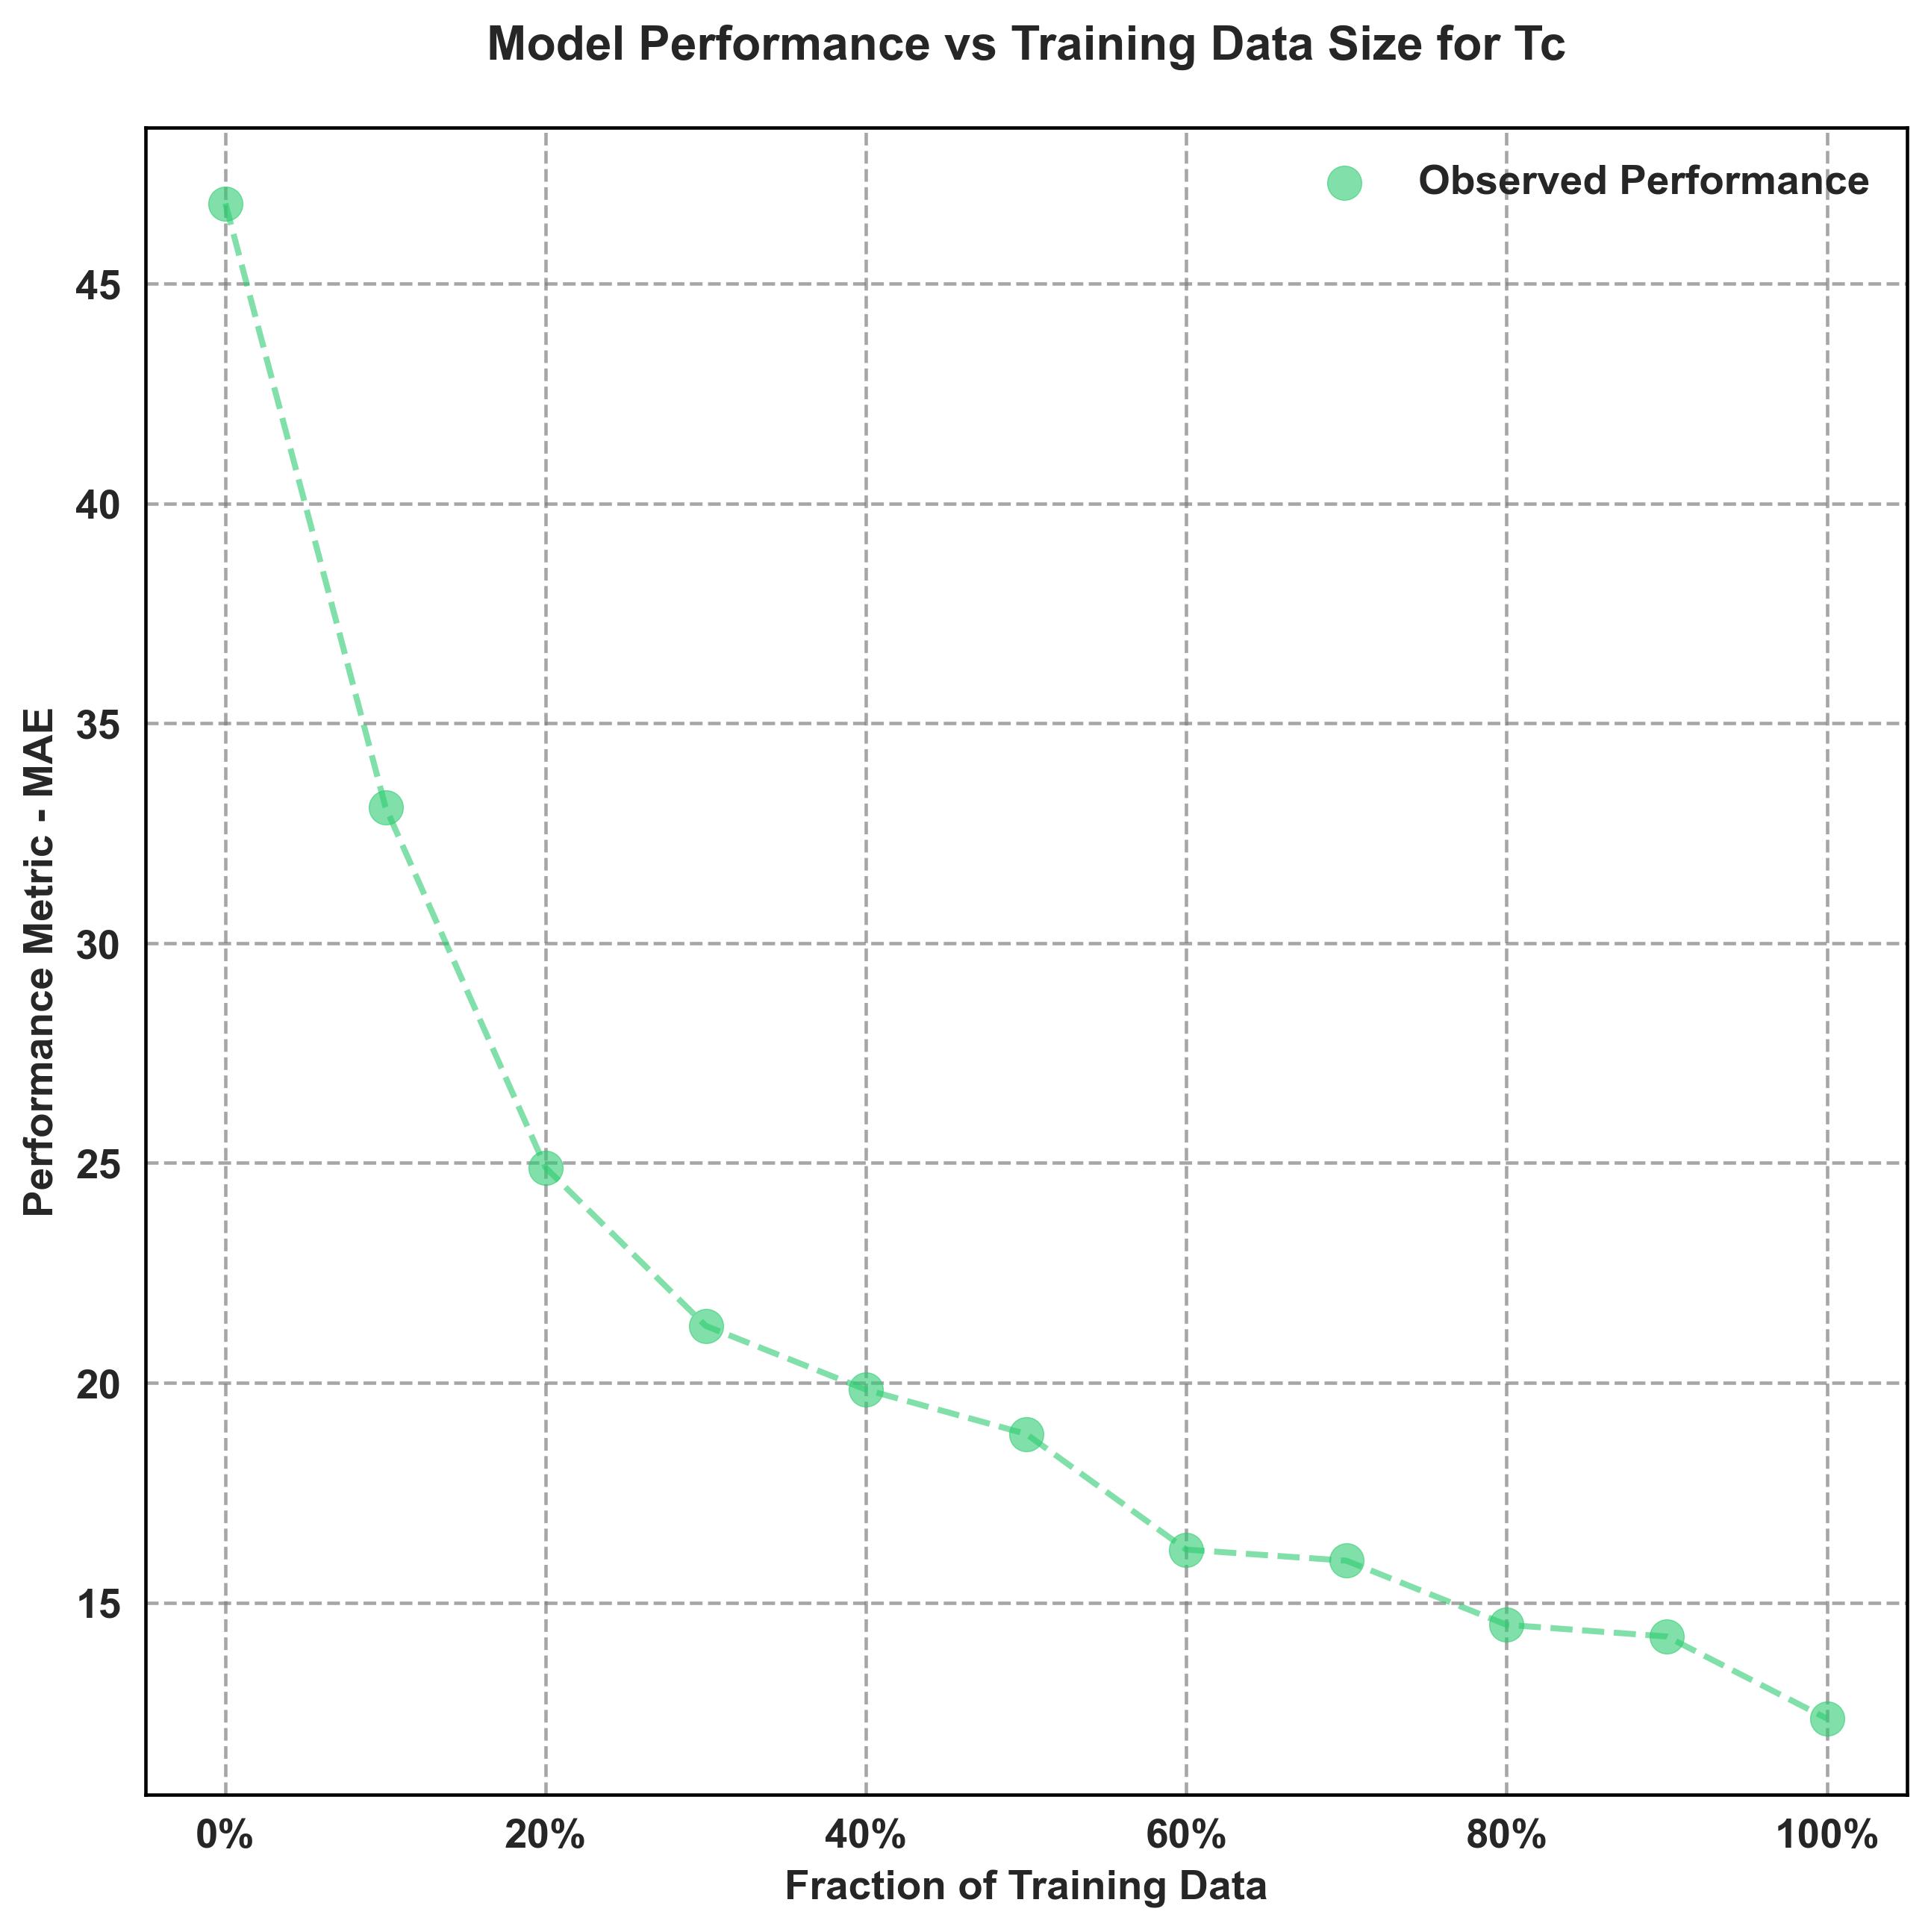 Model Performance vs Training Data Size for Tc
Observed Performance
Performance Metric - MAE
45
40
35
30
25
20
15
0% 20% 40% 60% 80% 100%
Fraction of Training Data